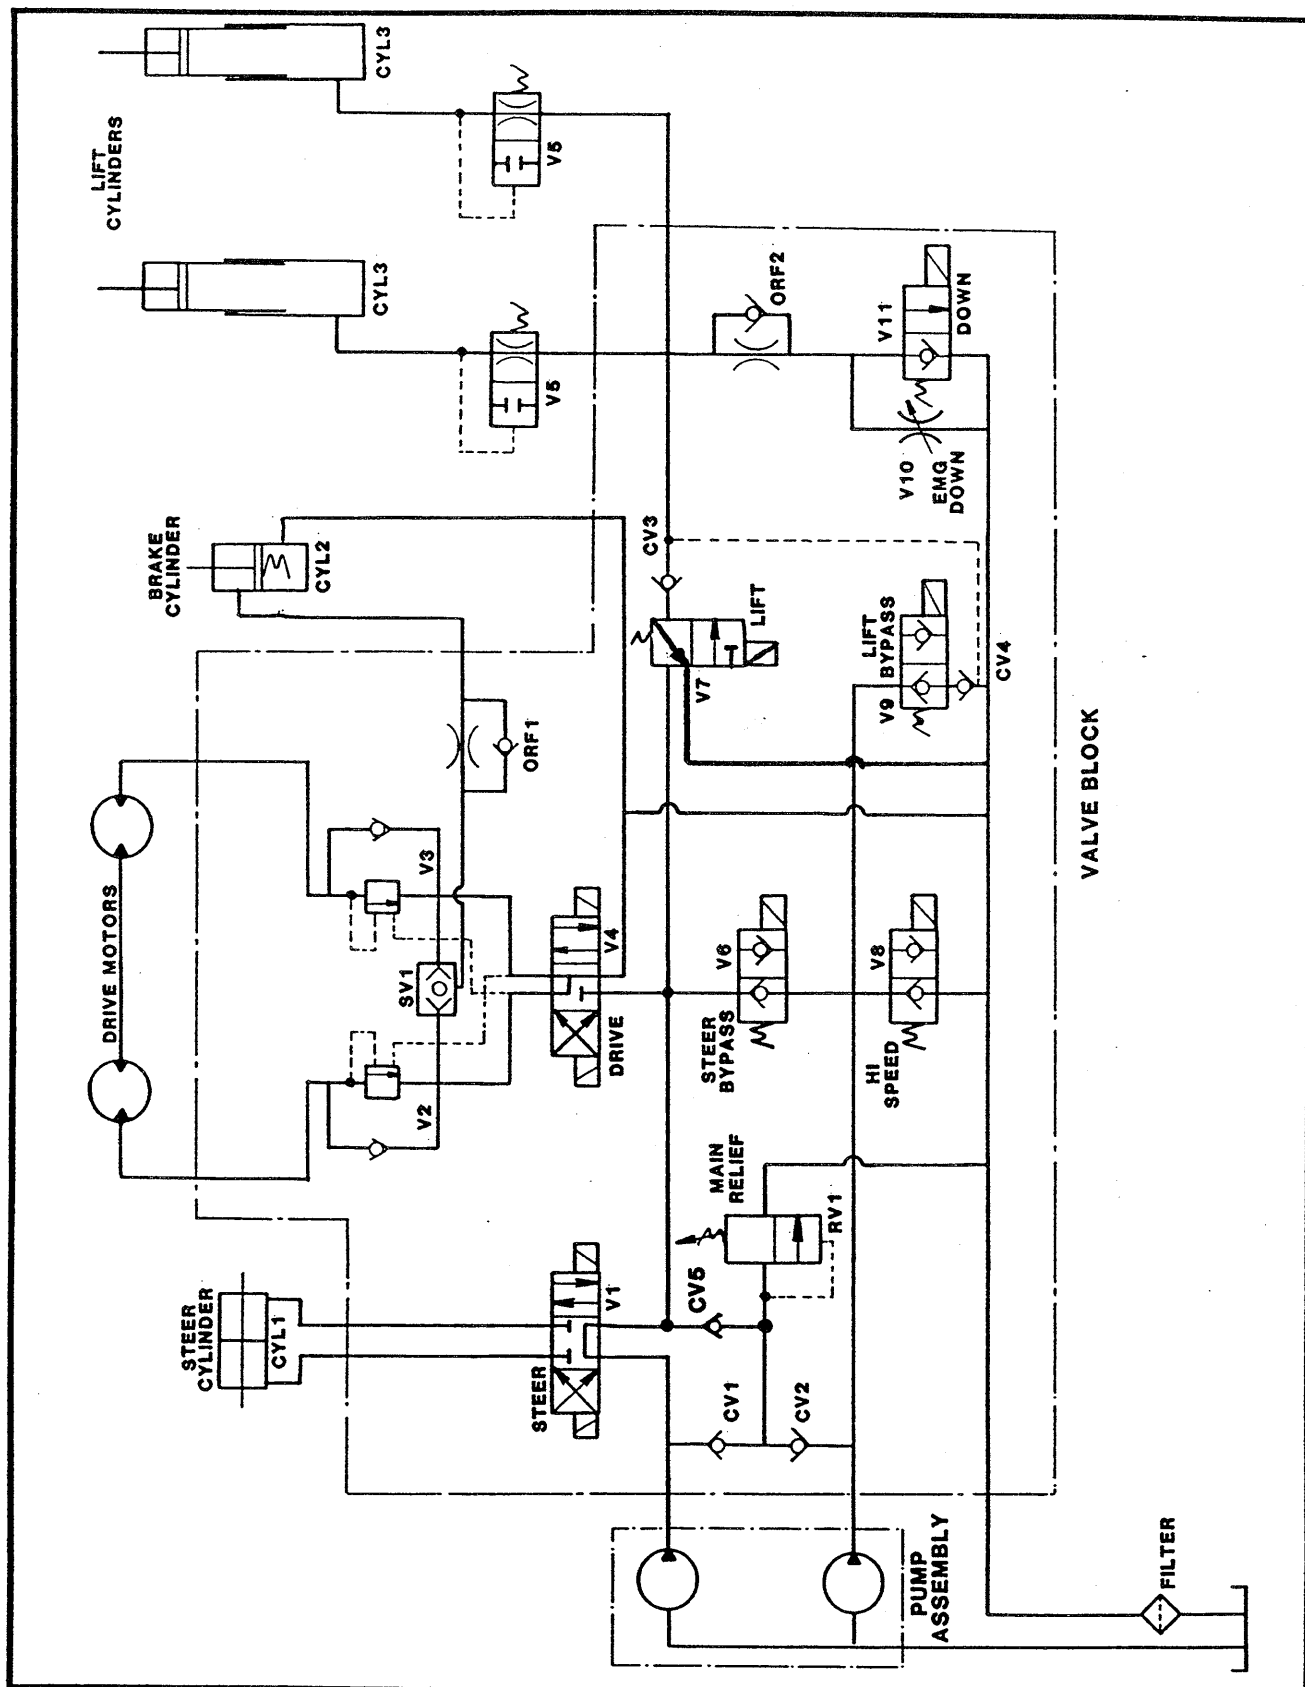 LIFT
CYLINDERS
CYL3
V5
CYL3
V5
BRAKE
CYLINDER
CYL2
DRIVE MOTORS
V3
V2
SV1
ORF1
STEER
CYLINDER
CYL1
STEER
V1
DRIVE
V4
CV3
LIFT
V7
ORF2
V11
DOWN
V10
EMG
DOWN
LIFT
BYPASS
V9
CV4
V6
STEER
BYPASS
V8
HI
SPEED
MAIN
RELIEF
RV1
CV5
CV1
CV2
VALVE BLOCK
PUMP
ASSEMBLY
FILTER